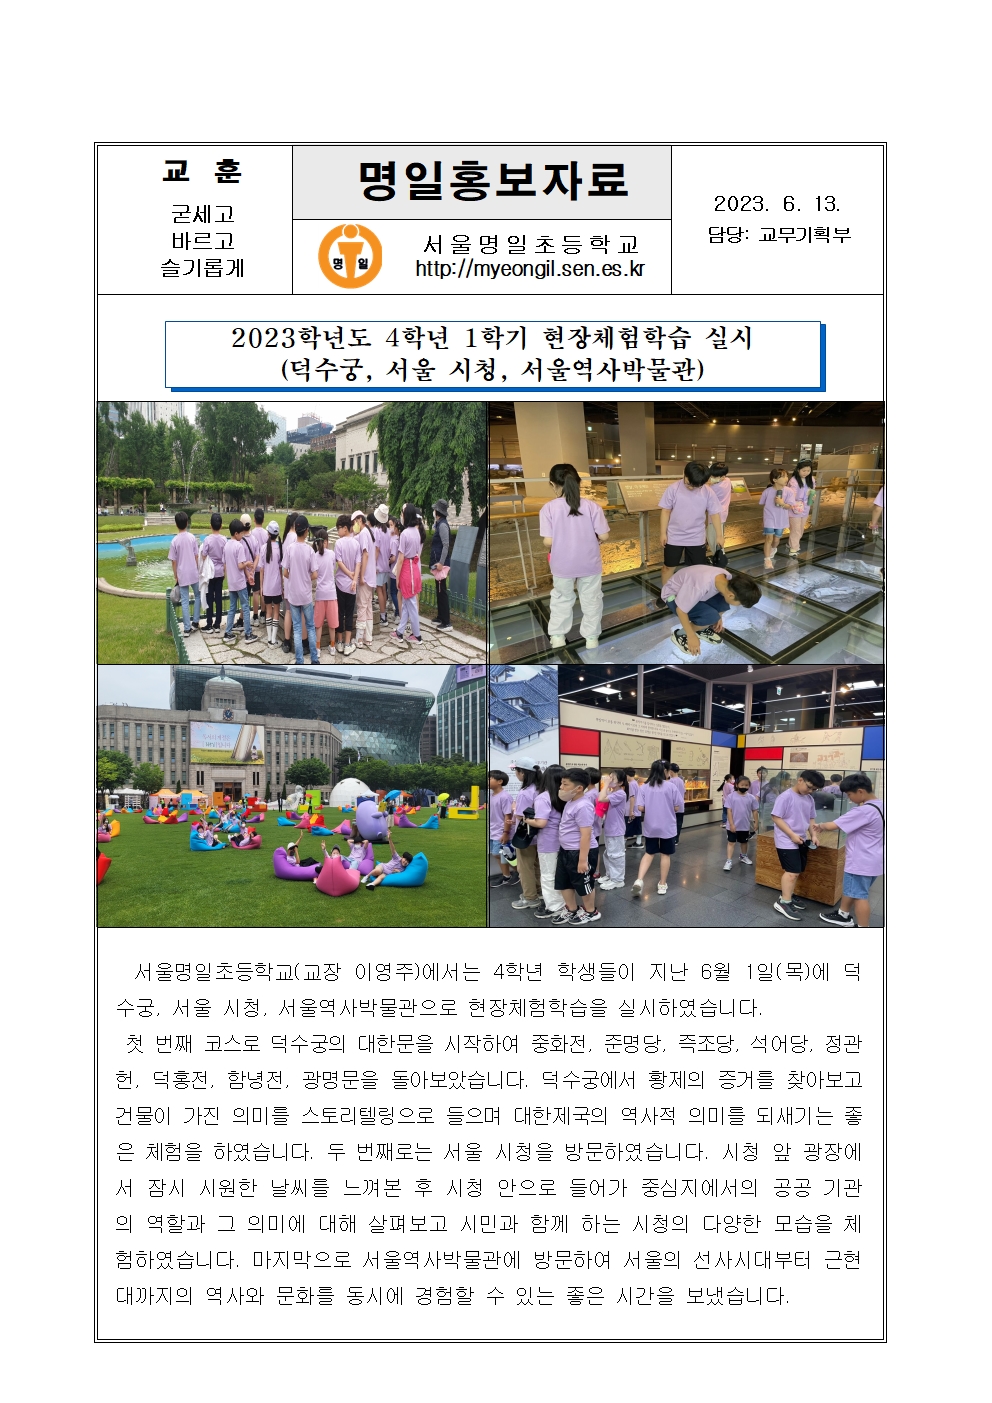 교 훈
굳세고
바르고
슬기롭게
명일홍보자료
명 일
서울명일초등학교
http://myeongil.sen.es.kr
2023. 6. 13.
담당: 교무기획부
2023학년도 4학년 1학기 현장체험학습 실시
(덕수궁, 서울 시청, 서울역사박물관)
서울명일초등학교(교장 이영주)에서는 4학년 학생들이 지난 6월 1일(목)에 덕
수궁, 서울 시청, 서울역사박물관으로 현장체험학습을 실시하였습니다.
첫 번째 코스로 덕수궁의 대한문을 시작하여 중화전, 준명당, 즉조당, 석어당, 정관
헌, 덕홍전, 함녕전, 광명문을 돌아보았습니다. 덕수궁에서 황제의 증거를 찾아보고
건물이 가진 의미를 스토리텔링으로 들으며 대한제국의 역사적 의미를 되새기는 좋
은 체험을 하였습니다. 두 번째로는 서울 시청을 방문하였습니다. 시청 앞 광장에
서 잠시 시원한 날씨를 느껴본 후 시청 안으로 들어가 중심지에서의 공공 기관
의 역할과 그 의미에 대해 살펴보고 시민과 함께 하는 시청의 다양한 모습을 체
험하였습니다. 마지막으로 서울역사박물관에 방문하여 서울의 선사시대부터 근현
대까지의 역사와 문화를 동시에 경험할 수 있는 좋은 시간을 보냈습니다.